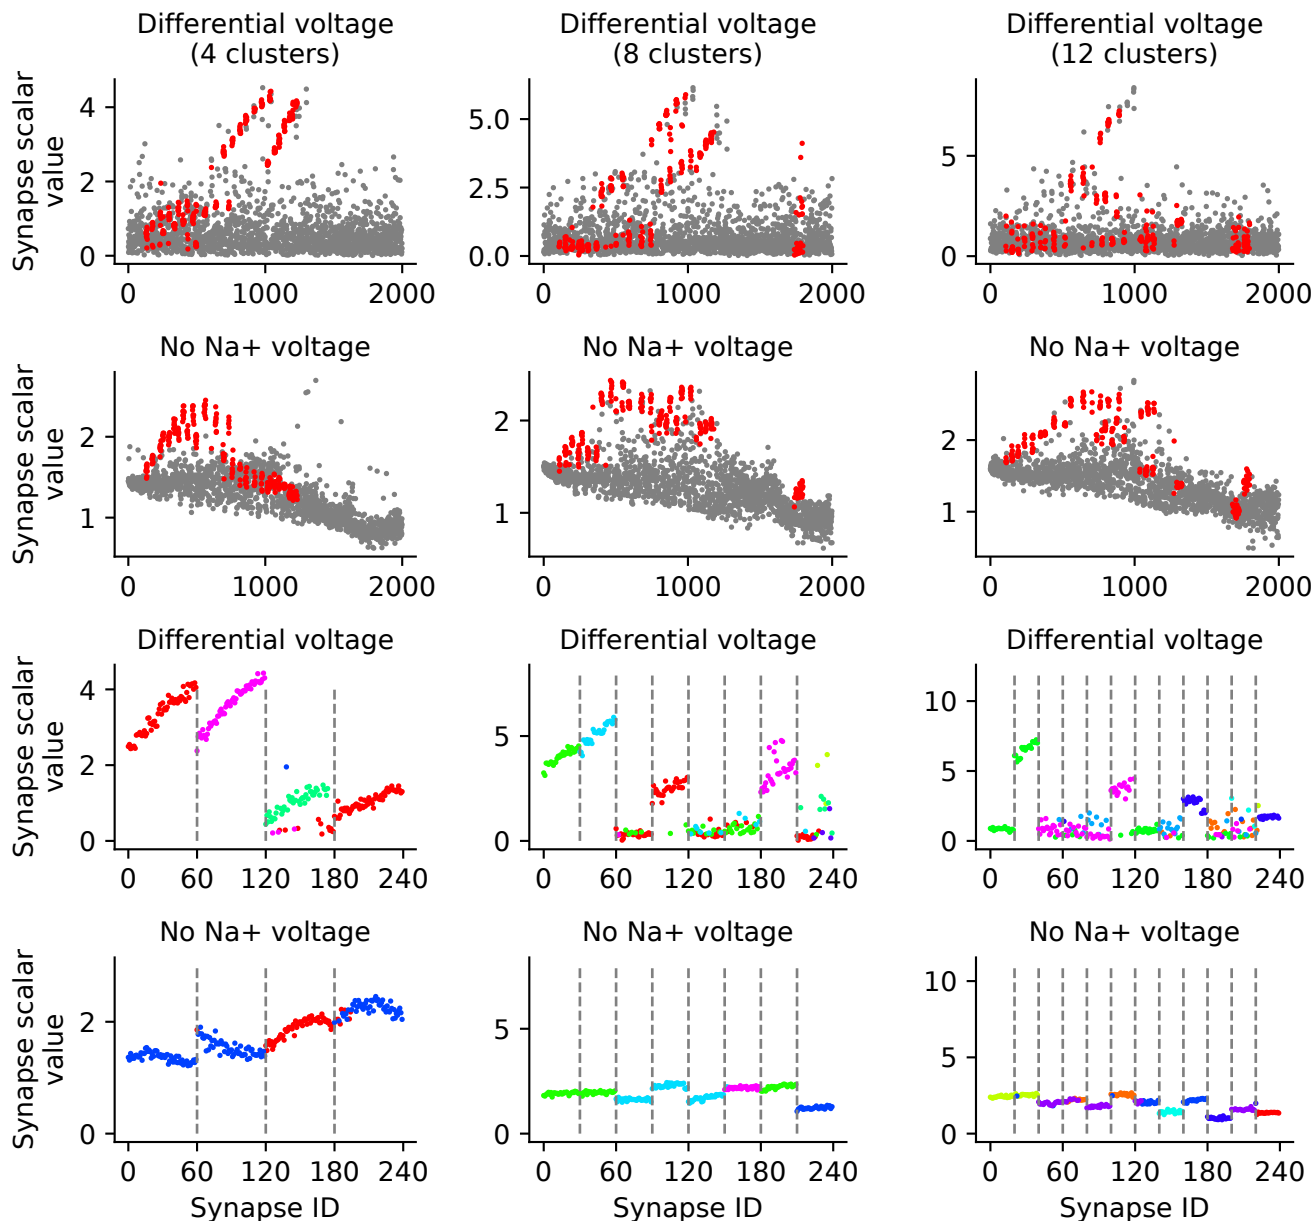 Differential voltage
(4 clusters)
Differential voltage
(8 clusters)
Differential voltage
(12 clusters)
Synapse scalar
value
4
2
0
0
1000
2000
5.0
2.5
0.0
0
1000
2000
5
0
0
1000
2000
No Na+ voltage
No Na+ voltage
No Na+ voltage
Synapse scalar
value
2
1
0
1000
2000
2
1
0
1000
2000
2
1
0
1000
2000
Differential voltage
Differential voltage
Differential voltage
Synapse scalar
value
4
2
0
0
60
120
180
240
5
0
0
60
120
180
240
10
5
0
0
60
120
180
240
No Na+ voltage
No Na+ voltage
No Na+ voltage
Synapse scalar
value
2
0
0
60
120
180
240
5
0
0
60
120
180
240
10
5
0
0
60
120
180
240
Synapse ID
Synapse ID
Synapse ID